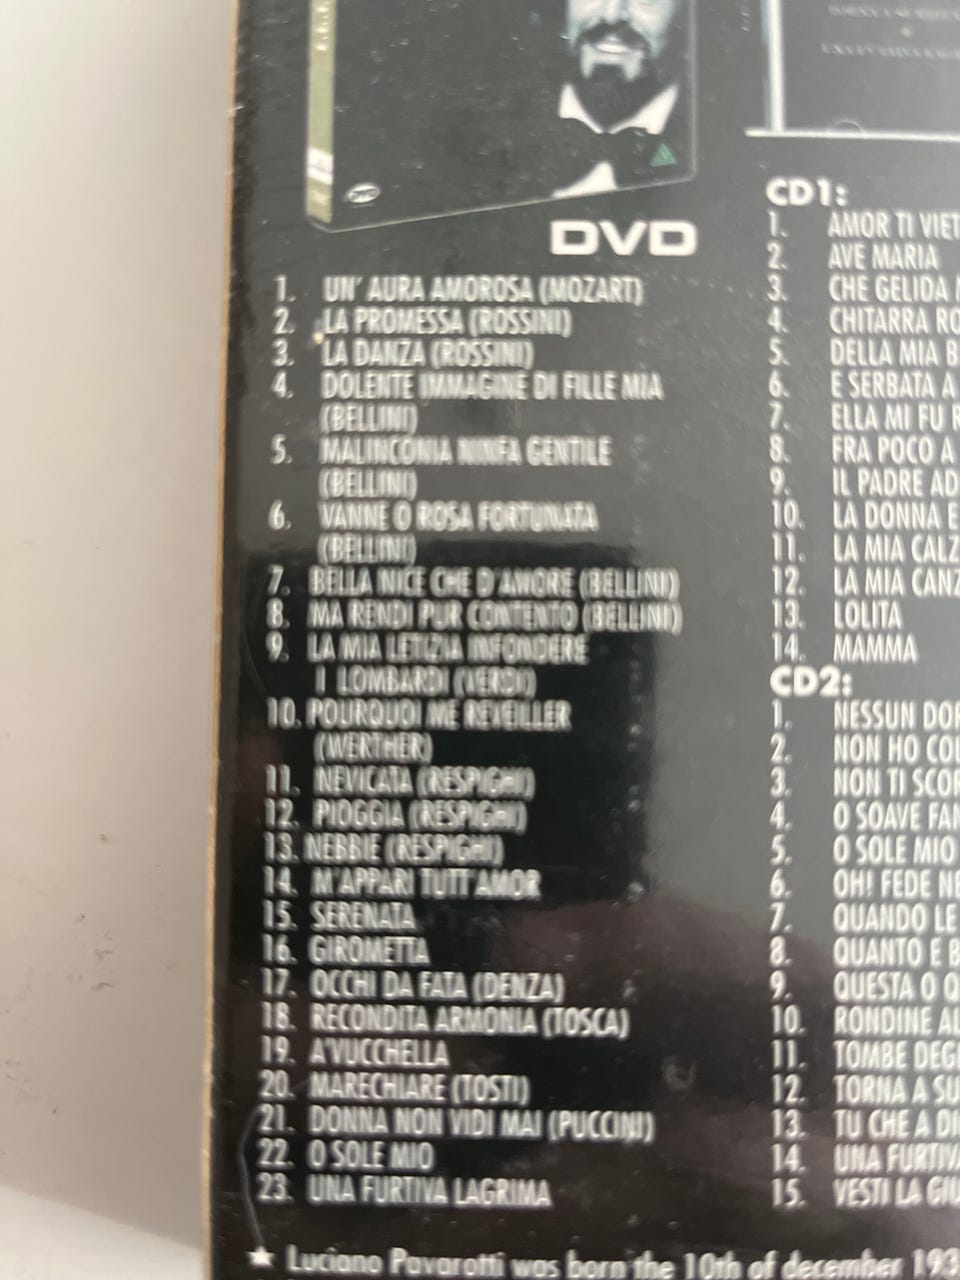 DVD
1. UN' AURA AMOROSA (MOZART)
2. LA PROMESSA (ROSSINI)
3. LA DANZA (ROSSINI)
4. DOLENTE IMMAGINE DI FILLE MIA
(BELLINI)
5. MALINCONIA NINFA GENTILE
(BELLINI)
6. VANNE O ROSA FORTUNATA
(BELLINI)
7. BELLA NICE CHE D'AMORE (BELLINI)
8. MA RENDI PUR CONTENTO (BELLINI)
9. LA MIA LETIZIA INFONDERE
I LOMBARDI (VERDI)
10. POURQUOI ME REVEILLER
(WERTHER)
11. NEVICATA (RESPIGHI)
12. PIOGGIA (RESPIGHI)
13. NEBBIE (RESPIGHI)
14. M'APPARI TUTT'AMOR
15. SERENATA
16. GIROMETTA
17. OCCHI DA FATA (DENZA)
18. RECONDITA ARMONIA (TOSCA)
19. A'VUCCHELLA
20. MARECHIARE (TOSTI)
21. DONNA NON VIDI MAI (PUCCINI)
22. O SOLE MIO
23. UNA FURTIVA LAGRIMA
CD1:
1. AMOR TI VIET
2. AVE MARIA
3. CHE GELIDA
4. CHITARRA RO
5. DELLA MIA B
6. E SERBATA A
7. ELLA MI FU R
8. FRA POCO A
9. IL PADRE AD
10. LA DONNA E
11. LA MIA CALZ
12. LA MIA CANZ
13. LOLITA
14. MAMMA
CD2:
1. NESSUN DOR
2. NON HO COL
3. NON TI SCOR
4. O SOAVE FAN
5. O SOLE MIO
6. OH! FEDE NE
7. QUANDO LE
8. QUANTO E B
9. QUESTA O Q
10. RONDINE AL
11. TOMBE DEG
12. TORNA A SU
13. TU CHE A DI
14. UNA FURTIVA
15. VESTI LA GIU
★ Luciano Pavarotti was born the 10th of december 193